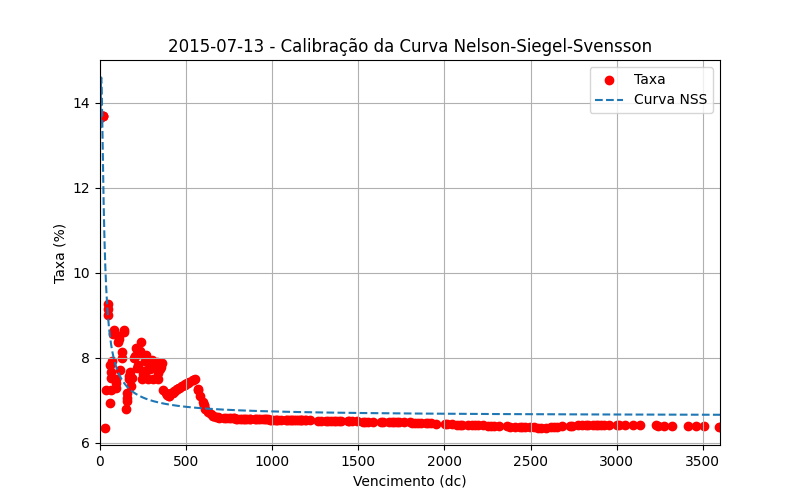 2015-07-13 - Calibração da Curva Nelson-Siegel-Svensson
Taxa
Curva NSS
Taxa (%)
14
12
10
8
6
0 500 1000 1500 2000 2500 3000 3500
Vencimento (dc)